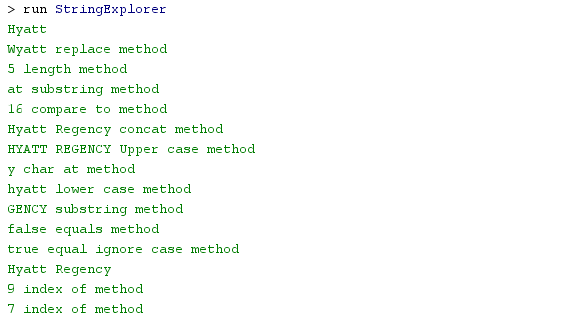 > run StringExplorer
Hyatt
Wyatt replace method
5 length method
at substring method
16 compare to method
Hyatt Regency concat method
HYATT REGENCY Upper case method
y char at method
hyatt lower case method
GENCY substring method
false equals method
true equal ignore case method
Hyatt Regency
9 index of method
7 index of method